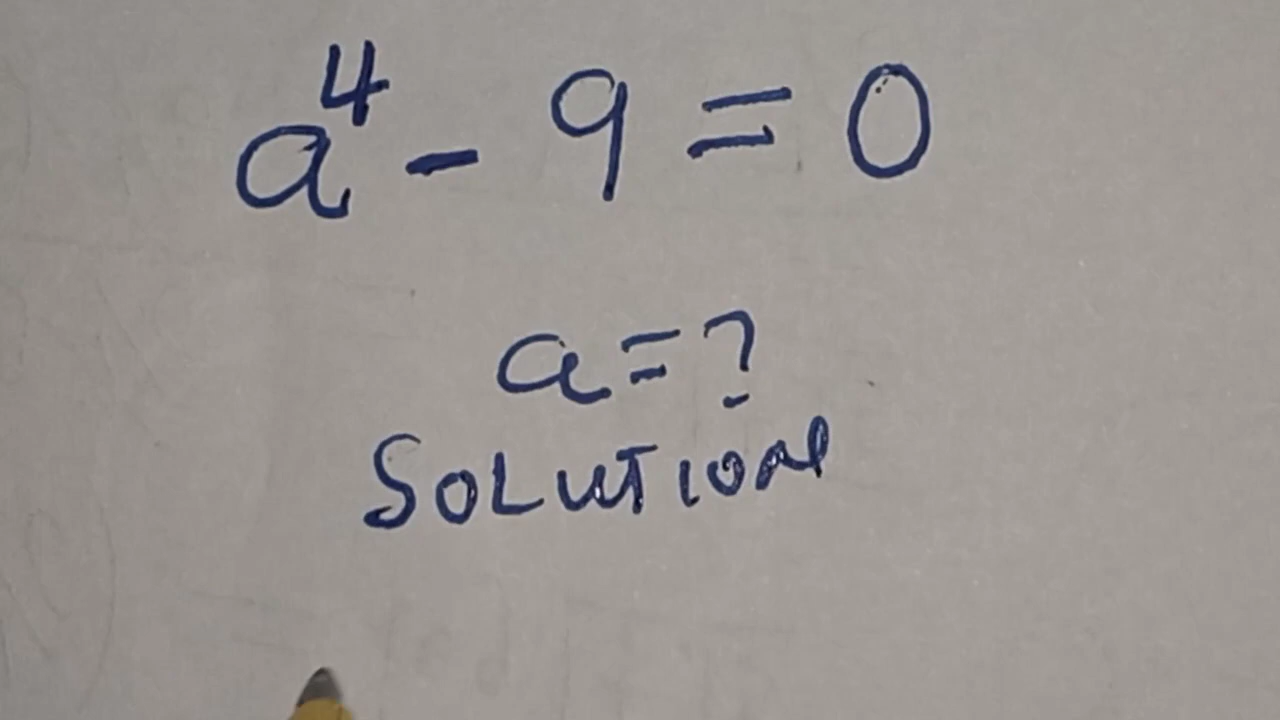 a⁴ - 9 = 0
a = ?
SOLUTION